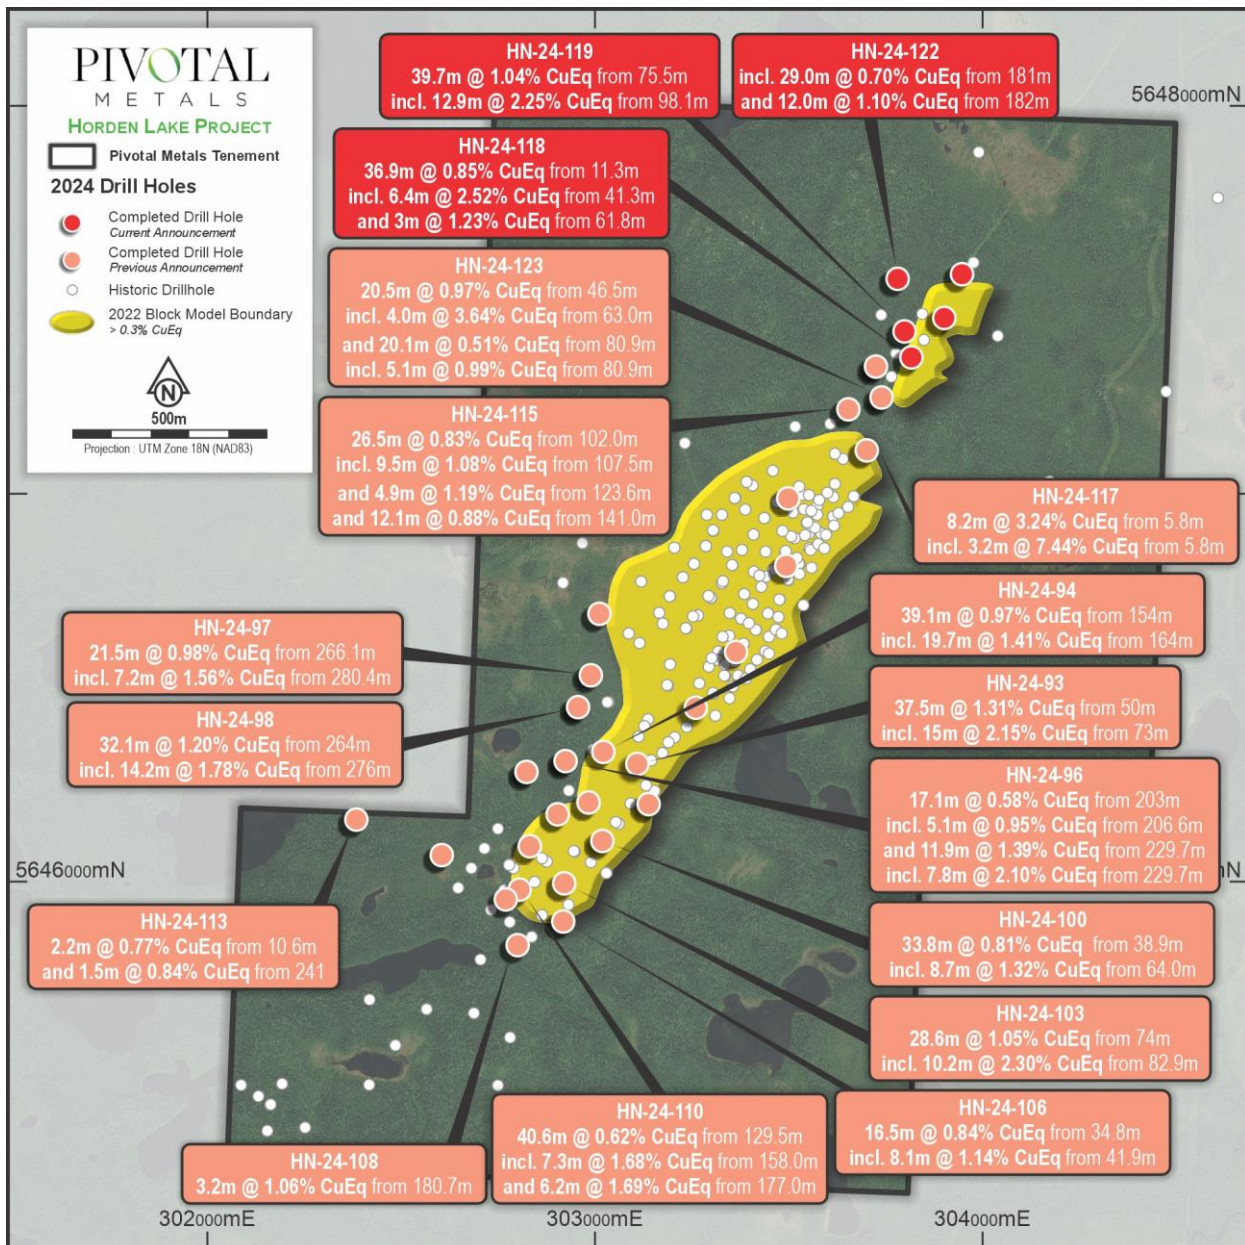 PIVOTAL
METALS
HORDEN LAKE PROJECT
Pivotal Metals Tenement
2024 Drill Holes
Completed Drill Hole
Current Announcement
Completed Drill Hole
Previous Announcement
Historic Drillhole
2022 Block Model Boundary
> 0.3% CuEq
N
500m
Projection : UTM Zone 18N (NAD83)
HN-24-119
39.7m @ 1.04% CuEq from 75.5m
incl. 12.9m @ 2.25% CuEq from 98.1m
HN-24-122
incl. 29.0m @ 0.70% CuEq from 181m
and 12.0m @ 1.10% CuEq from 182m
5648000mN
HN-24-118
36.9m @ 0.85% CuEq from 11.3m
incl. 6.4m @ 2.52% CuEq from 41.3m
and 3m @ 1.23% CuEq from 61.8m
HN-24-123
20.5m @ 0.97% CuEq from 46.5m
incl. 4.0m @ 3.64% CuEq from 63.0m
and 20.1m @ 0.51% CuEq from 80.9m
incl. 5.1m @ 0.99% CuEq from 80.9m
HN-24-115
26.5m @ 0.83% CuEq from 102.0m
incl. 9.5m @ 1.08% CuEq from 107.5m
and 4.9m @ 1.19% CuEq from 123.6m
and 12.1m @ 0.88% CuEq from 141.0m
HN-24-117
8.2m @ 3.24% CuEq from 5.8m
incl. 3.2m @ 7.44% CuEq from 5.8m
HN-24-94
39.1m @ 0.97% CuEq from 154m
incl. 19.7m @ 1.41% CuEq from 164m
HN-24-97
21.5m @ 0.98% CuEq from 266.1m
incl. 7.2m @ 1.56% CuEq from 280.4m
HN-24-93
37.5m @ 1.31% CuEq from 50m
incl. 15m @ 2.15% CuEq from 73m
HN-24-98
32.1m @ 1.20% CuEq from 264m
incl. 14.2m @ 1.78% CuEq from 276m
HN-24-96
17.1m @ 0.58% CuEq from 203m
incl. 5.1m @ 0.95% CuEq from 206.6m
and 11.9m @ 1.39% CuEq from 229.7m
incl. 7.8m @ 2.10% CuEq from 229.7m
5646000mN
N
HN-24-113
2.2m @ 0.77% CuEq from 10.6m
and 1.5m @ 0.84% CuEq from 241
HN-24-100
33.8m @ 0.81% CuEq from 38.9m
incl. 8.7m @ 1.32% CuEq from 64.0m
HN-24-103
28.6m @ 1.05% CuEq from 74m
incl. 10.2m @ 2.30% CuEq from 82.9m
HN-24-106
16.5m @ 0.84% CuEq from 34.8m
incl. 8.1m @ 1.14% CuEq from 41.9m
HN-24-110
40.6m @ 0.62% CuEq from 129.5m
incl. 7.3m @ 1.68% CuEq from 158.0m
and 6.2m @ 1.69% CuEq from 177.0m
HN-24-108
3.2m @ 1.06% CuEq from 180.7m
302000mE
303000mE
304000mE